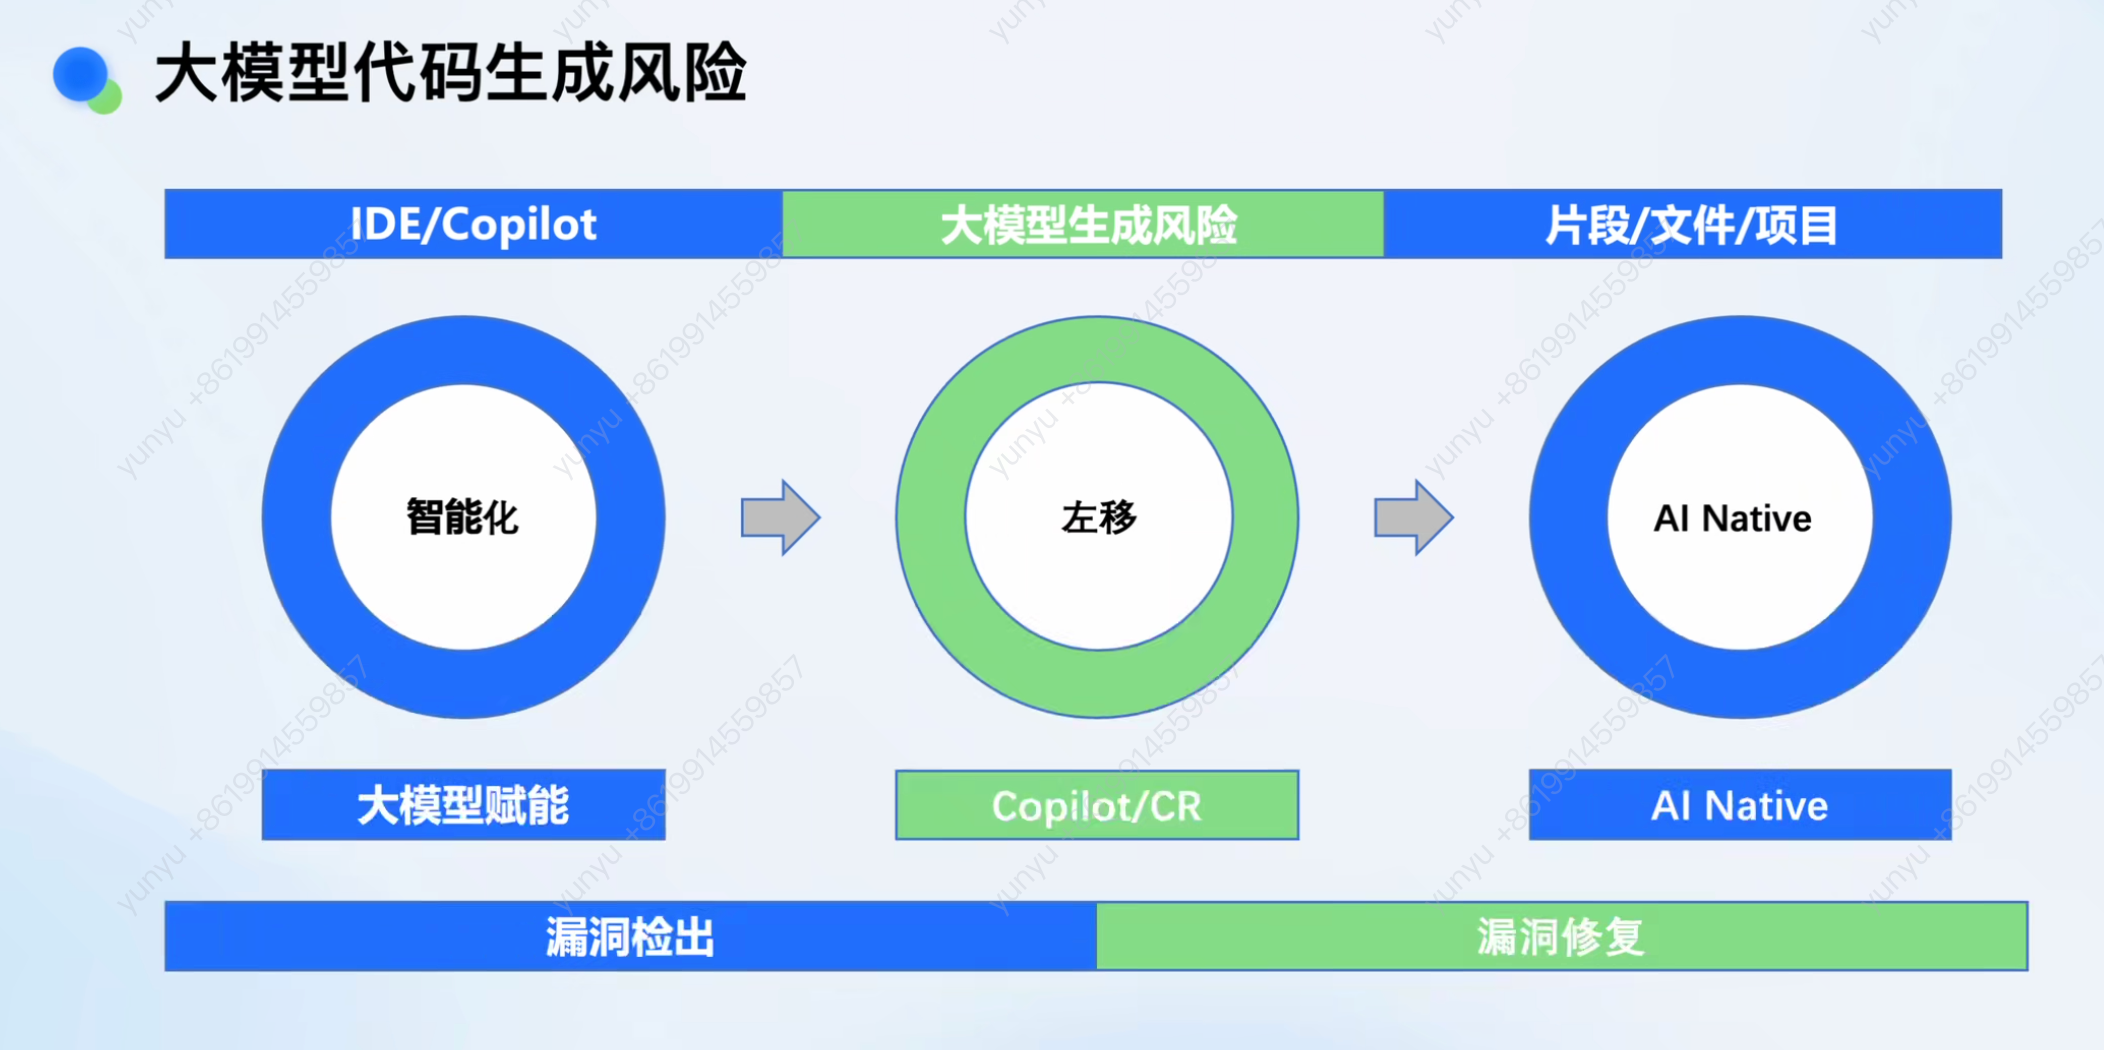 大模型代码生成风险
IDE/Copilot
大模型生成风险
片段/文件/项目
智能化
左移
AI Native
大模型赋能
Copilot/CR
AI Native
漏洞检出
漏洞修复
yunyu +8619914559857